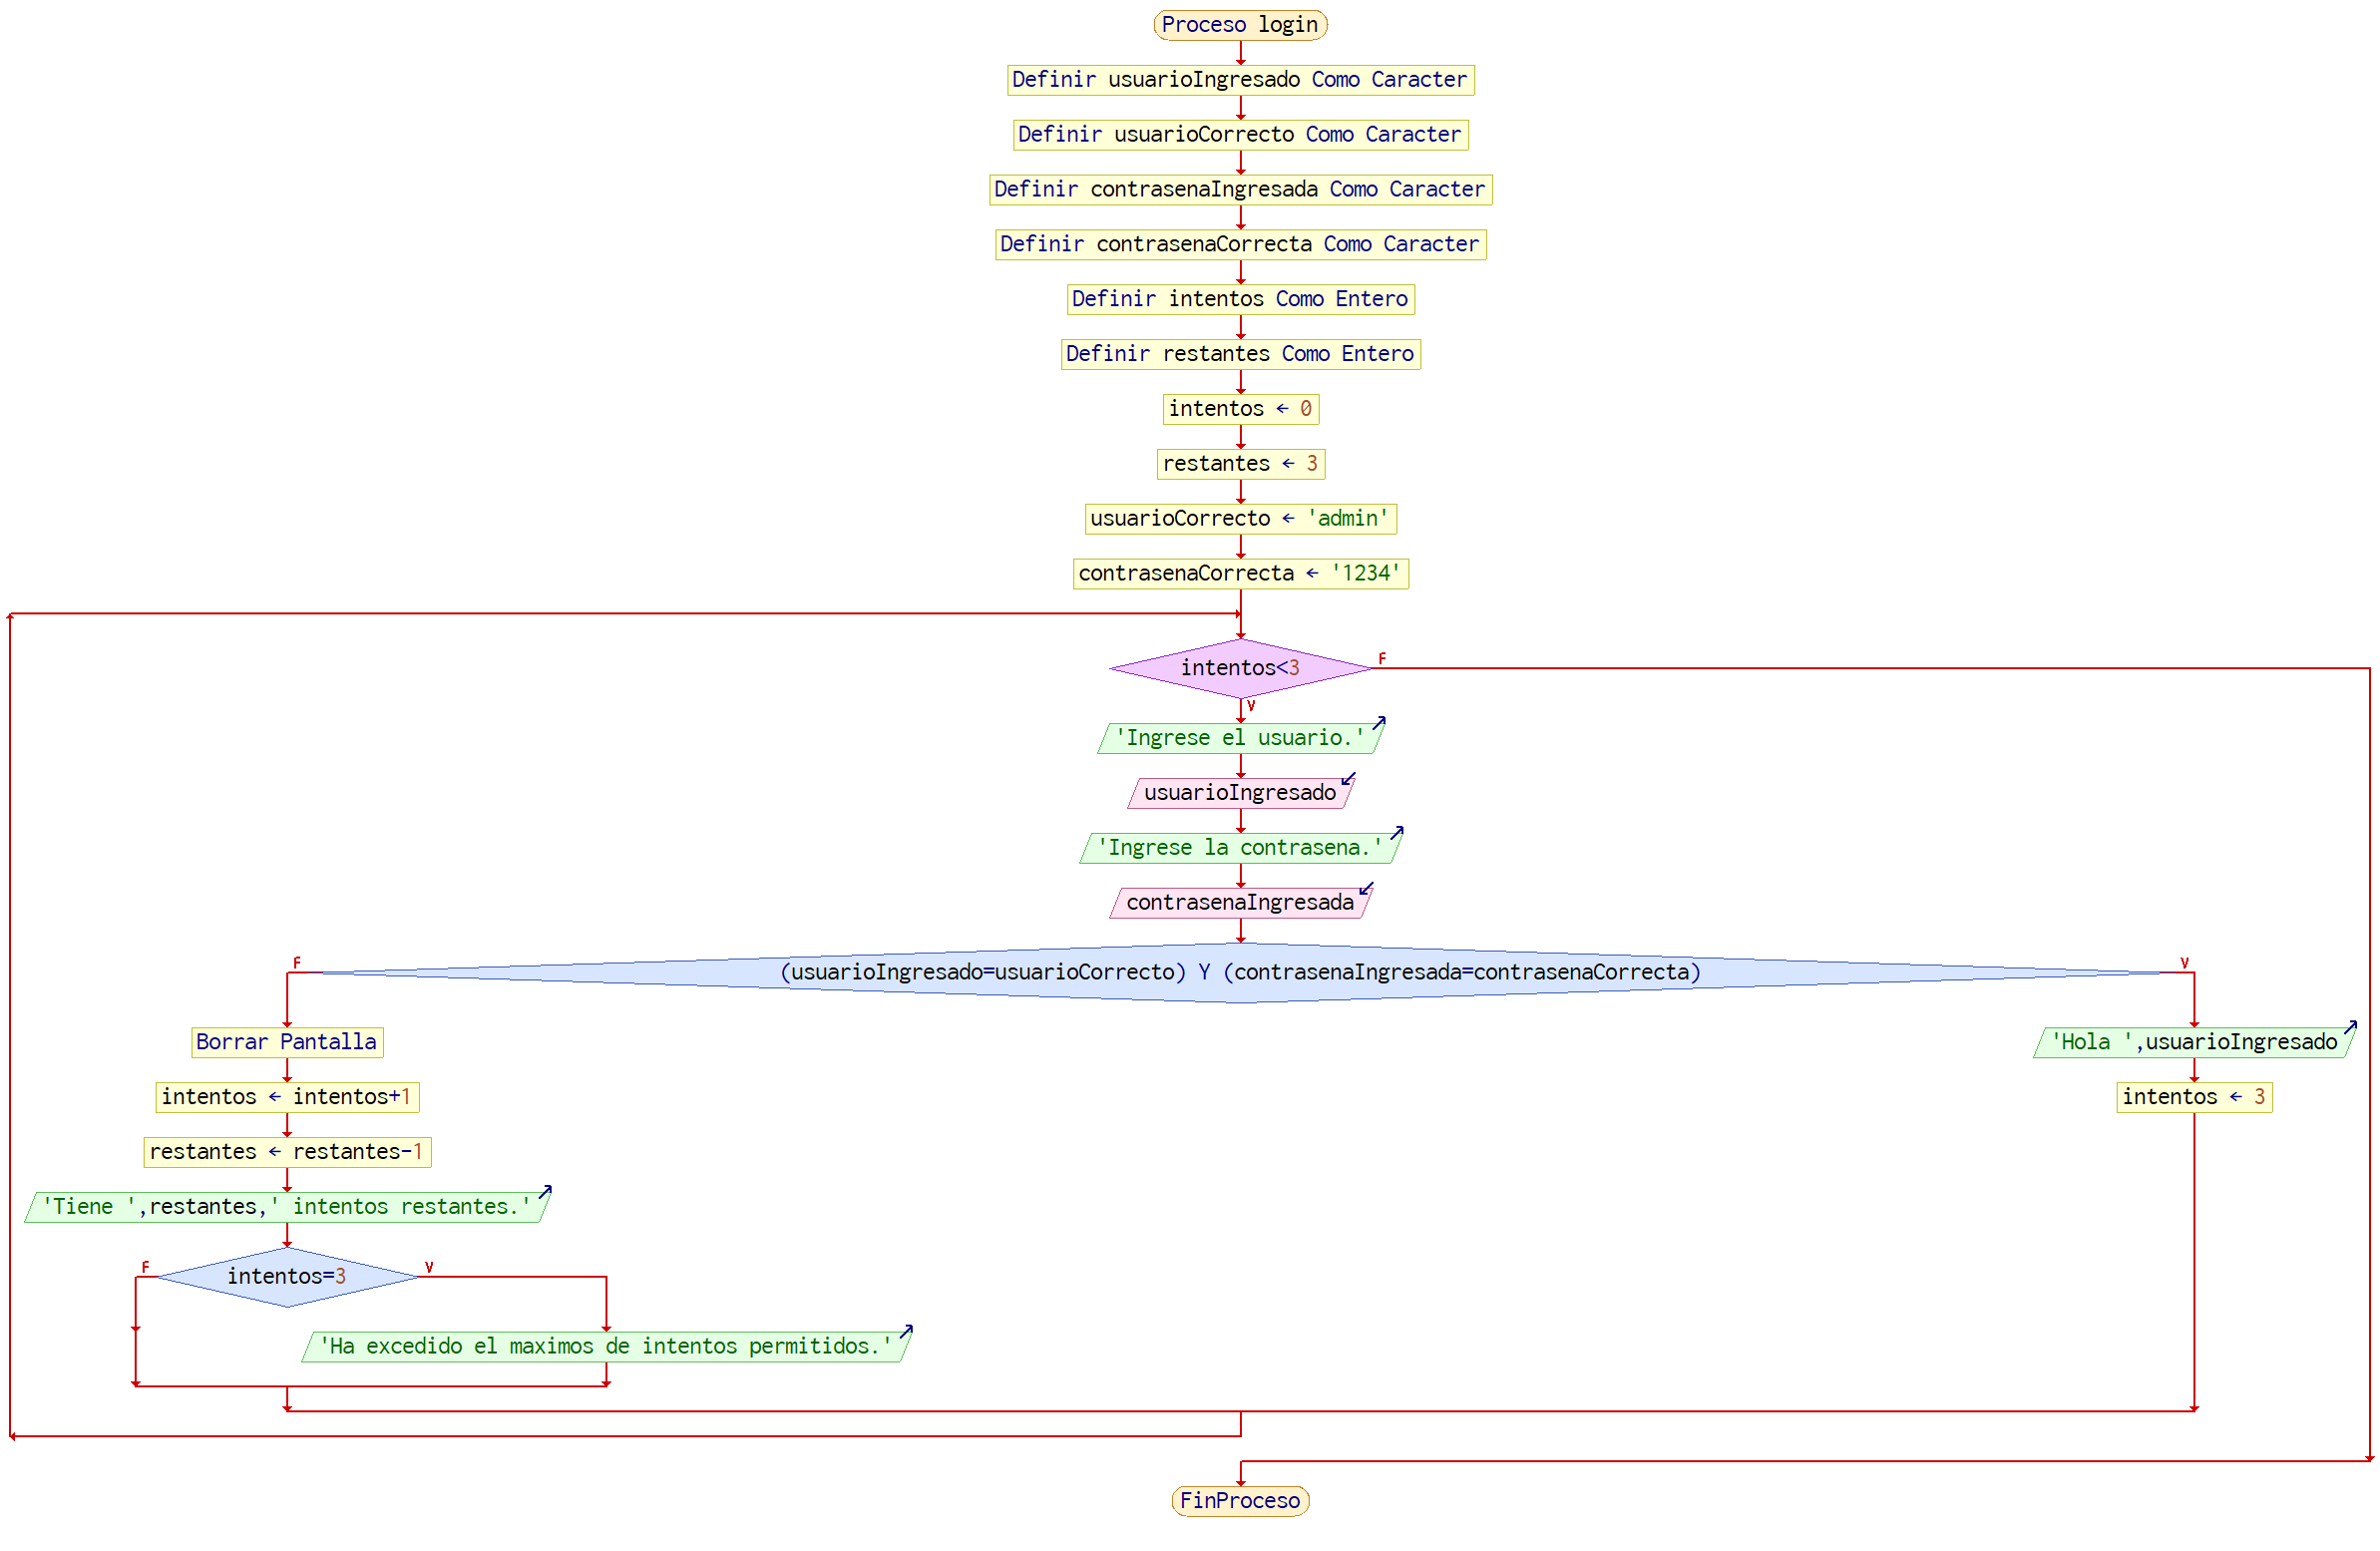 Proceso login
Definir usuarioIngresado Como Caracter
Definir usuarioCorrecto Como Caracter
Definir contrasenaIngresada Como Caracter
Definir contrasenaCorrecta Como Caracter
Definir intentos Como Entero
Definir restantes Como Entero
intentos ← 0
restantes ← 3
usuarioCorrecto ← 'admin'
contrasenaCorrecta ← '1234'
intentos<3
F
V
'Ingrese el usuario.'
usuarioIngresado
'Ingrese la contrasena.'
contrasenaIngresada
F
(usuarioIngresado=usuarioCorrecto) Y (contrasenaIngresada=contrasenaCorrecta)
V
Borrar Pantalla
intentos ← intentos+1
restantes ← restantes-1
'Tiene ',restantes,' intentos restantes.'
F
intentos=3
V
'Ha excedido el maximos de intentos permitidos.'
'Hola ',usuarioIngresado
intentos ← 3
FinProceso